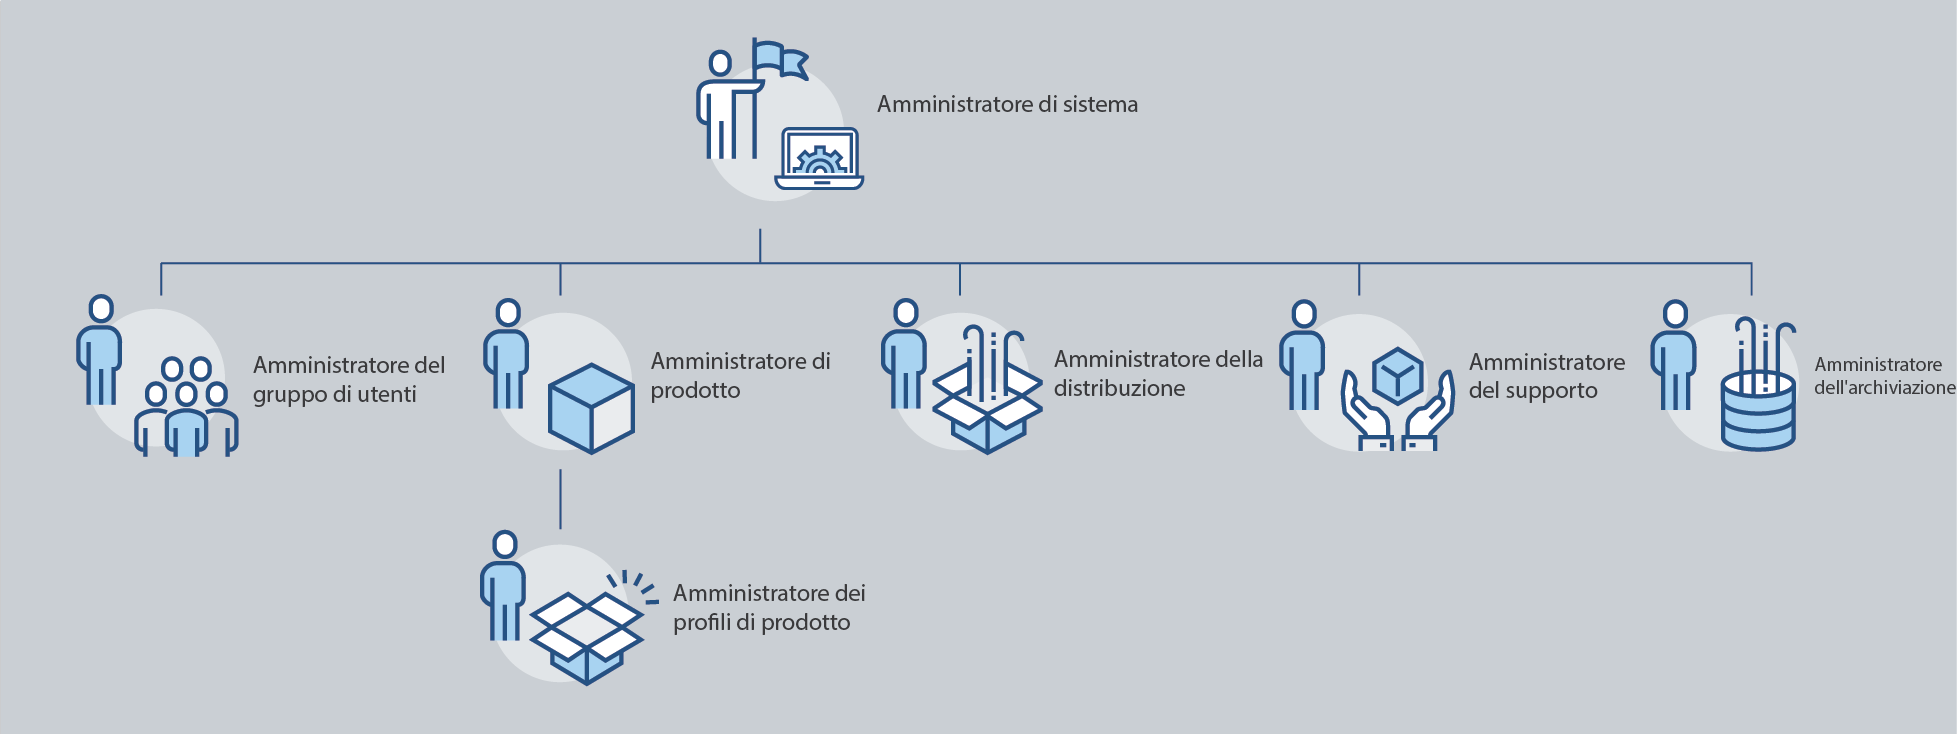 Amministratore di sistema
Amministratore del
gruppo di utenti
Amministratore di
prodotto
Amministratore della
distribuzione
Amministratore
del supporto
Amministratore
dell'archiviazione
Amministratore dei
profili di prodotto